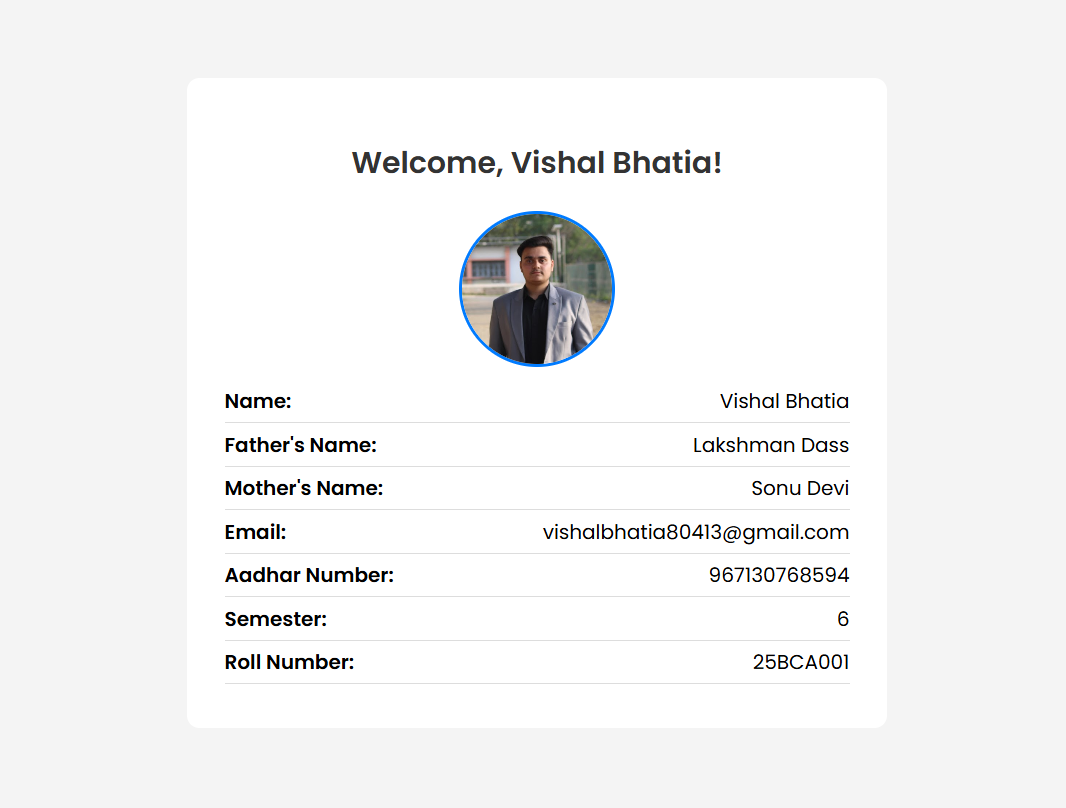 Welcome, Vishal Bhatia!
Name: Vishal Bhatia
Father's Name: Lakshman Dass
Mother's Name: Sonu Devi
Email: vishalbhatia80413@gmail.com
Aadhar Number: 967130768594
Semester: 6
Roll Number: 25BCA001